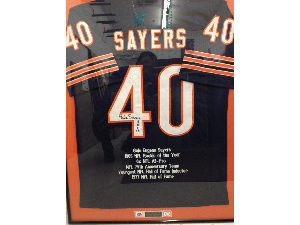 40 40
SAYERS
40
Gale Eugene Sayers
1965 NFL Rookie of the Year
5x NFL All-Pro
NFL 75th Anniversary Team
Youngest NFL Hall of Fame Inductee
1977 NFL Hall of Fame